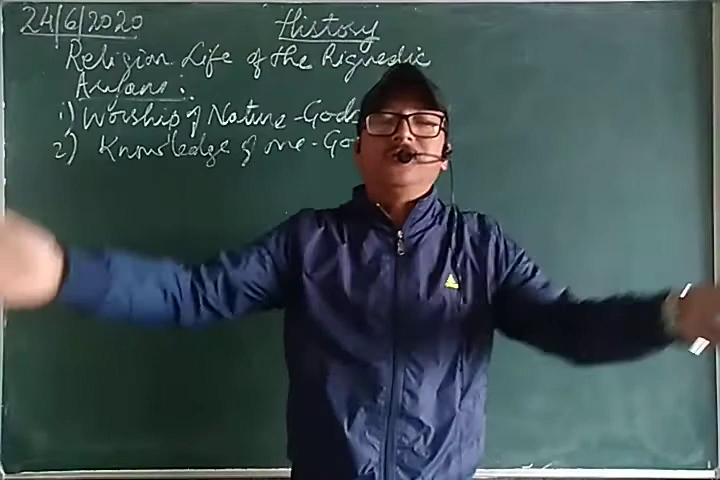 24/6/2020
History
Religion Life of the Rigvedic
Aryans :
1) Worship of Nature-Gods
2) Knowledge of one-Go